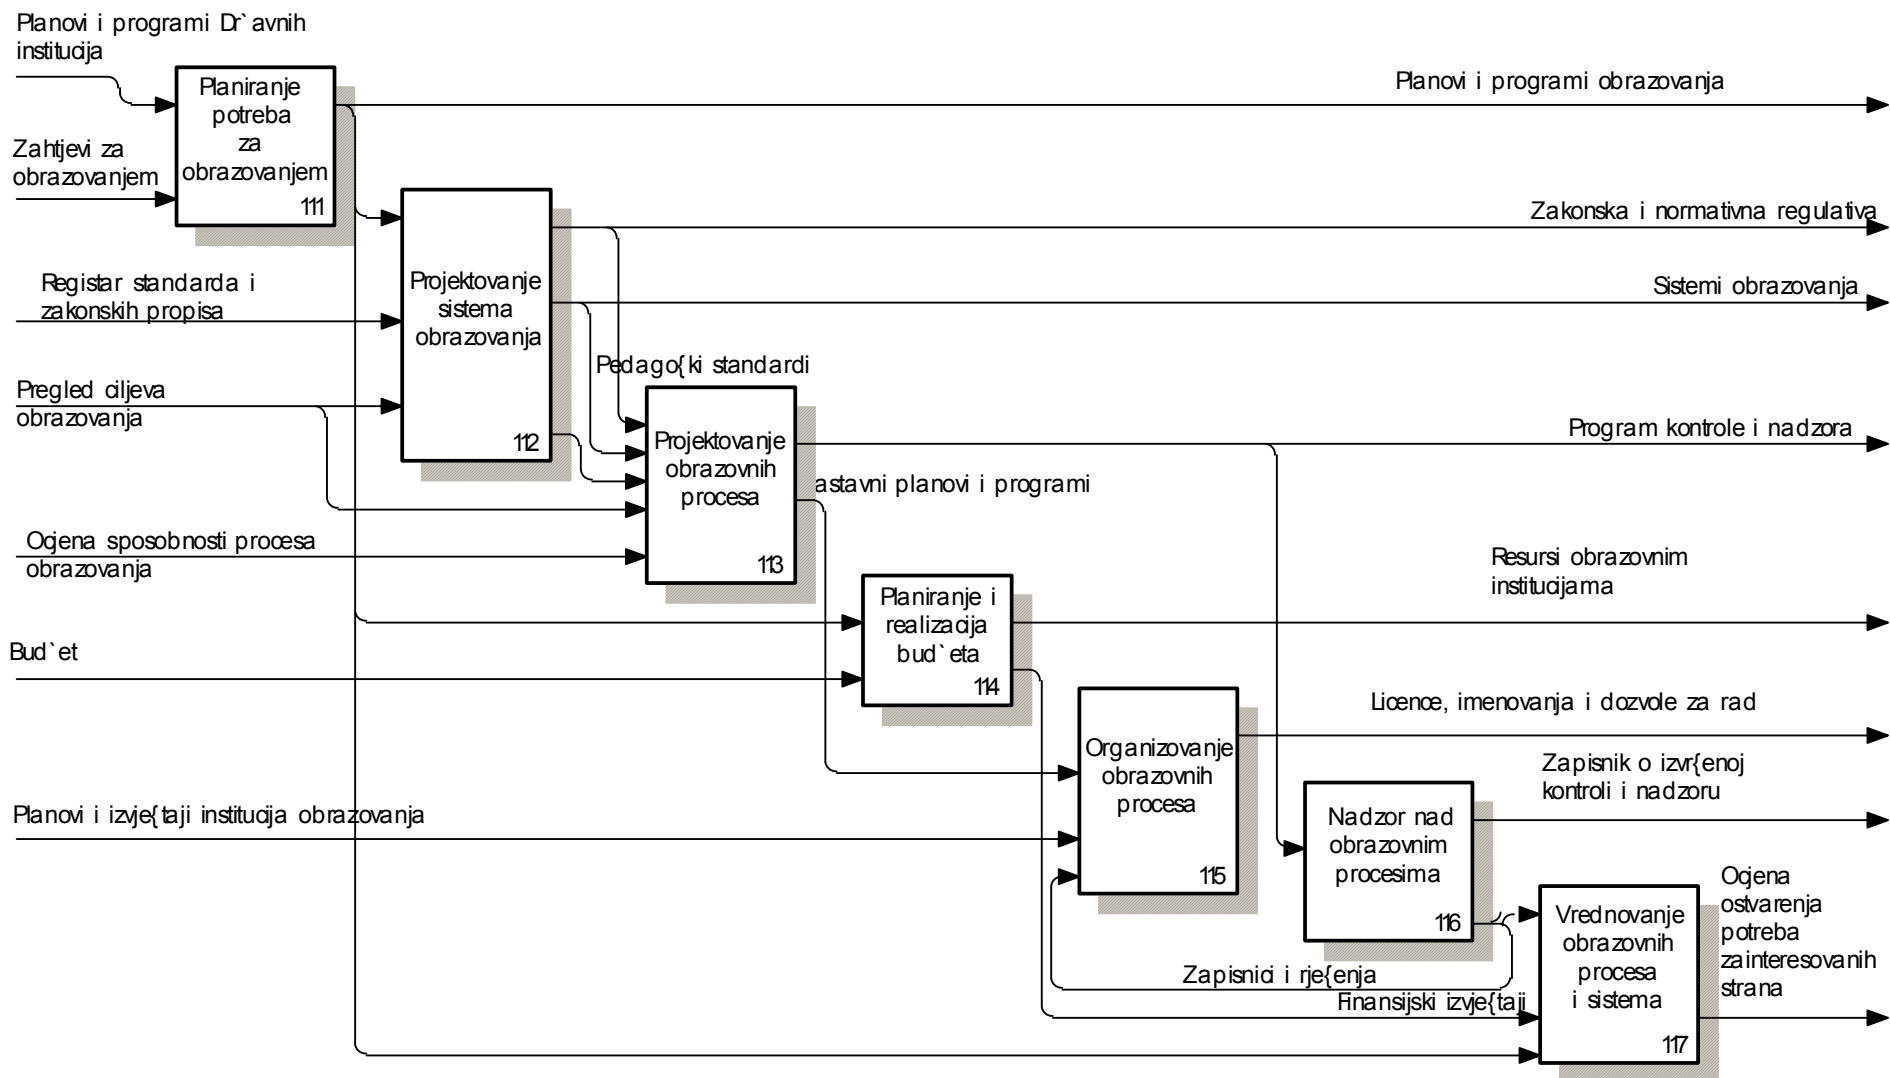 Planovi i programi Dr`avnih
institucija
Planiranje
potreba
za
obrazovanjem
111
Planovi i programi obrazovanja
Zahtjevi za
obrazovanjem
Zakonska i normativna regulativa
Registar standarda i
zakonskih propisa
Projektovanje
sistema
obrazovanja
112
Sistemi obrazovanja
Pedago{ki standardi
Pregled ciljeva
obrazovanja
Projektovanje
obrazovnih
procesa
113
Program kontrole i nadzora
astavni planovi i programi
Ocjena sposobnosti procesa
obrazovanja
Resursi obrazovnim
institucijama
Planiranje i
realizacija
bud`eta
114
Bud`et
Licence, imenovanja i dozvole za rad
Organizovanje
obrazovnih
procesa
115
Zapisnik o izvr{enoj
kontroli i nadzoru
Planovi i izvje{taji institucija obrazovanja
Nadzor nad
obrazovnim
procesima
116
Ocjena
ostvarenja
potreba
zainteresovanih
strana
Vrednovanje
obrazovnih
procesa
i sistema
117
Zapisnici i rje{enja
Finansijski izvje{taji